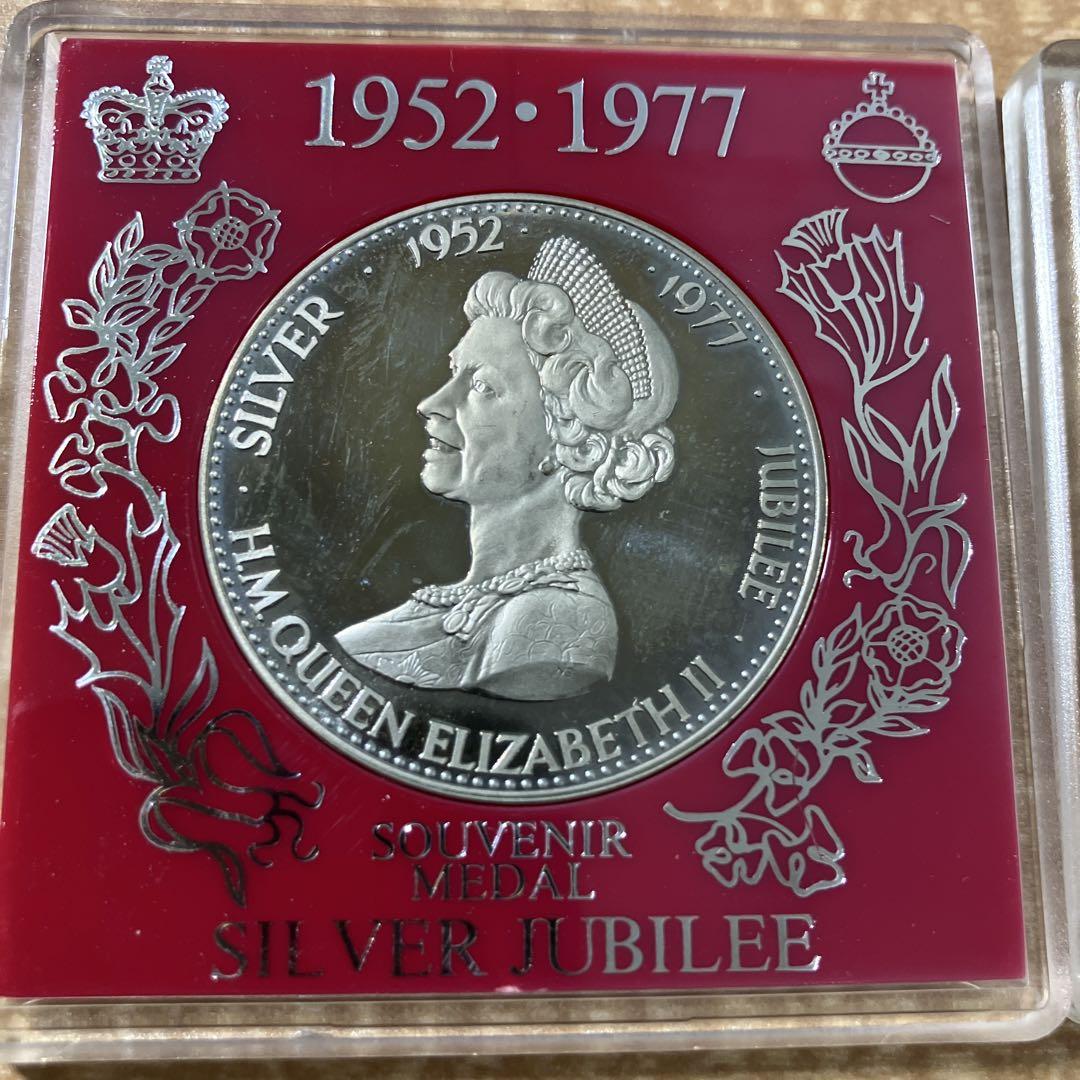 1952 · 1977
H.M. QUEEN ELIZABETH II · SILVER · 1952 · 1977 · JUBILEE ·
SOUVENIR
MEDAL
SILVER JUBILEE